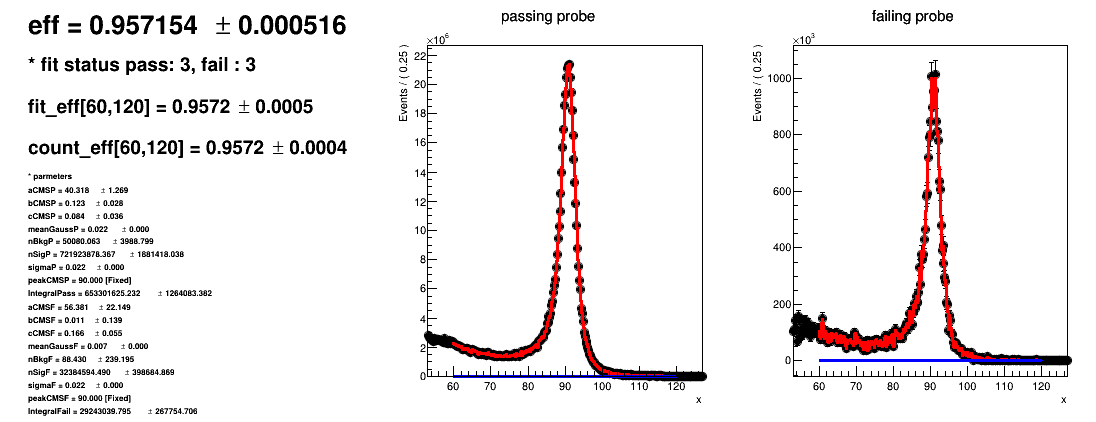 eff = 0.957154 ± 0.000516
* fit status pass: 3, fail : 3
fit_eff[60,120] = 0.9572 ± 0.0005
count_eff[60,120] = 0.9572 ± 0.0004
* parmeters
aCMSP = 40.318 ± 1.269
bCMSP = 0.123 ± 0.028
cCMSP = 0.084 ± 0.036
meanGaussP = 0.022 ± 0.000
nBkgP = 50080.063 ± 3988.799
nSigP = 721923878.367 ± 1881418.038
sigmaP = 0.022 ± 0.000
peakCMSP = 90.000 [Fixed]
IntegralPass = 653301625.232 ± 1264083.382
aCMSF = 56.381 ± 22.149
bCMSF = 0.011 ± 0.139
cCMSF = 0.166 ± 0.055
meanGaussF = 0.007 ± 0.000
nBkgF = 88.430 ± 239.195
nSigF = 32384594.490 ± 398684.869
sigmaF = 0.022 ± 0.000
peakCMSF = 90.000 [Fixed]
IntegralFail = 29243039.795 ± 267754.706
passing probe
×10⁶
Events / ( 0.25 )
22
20
18
16
14
12
10
8
6
4
2
0
60 70 80 90 100 110 120
x
failing probe
×10³
Events / ( 0.25 )
1000
800
600
400
200
0
60 70 80 90 100 110 120
x